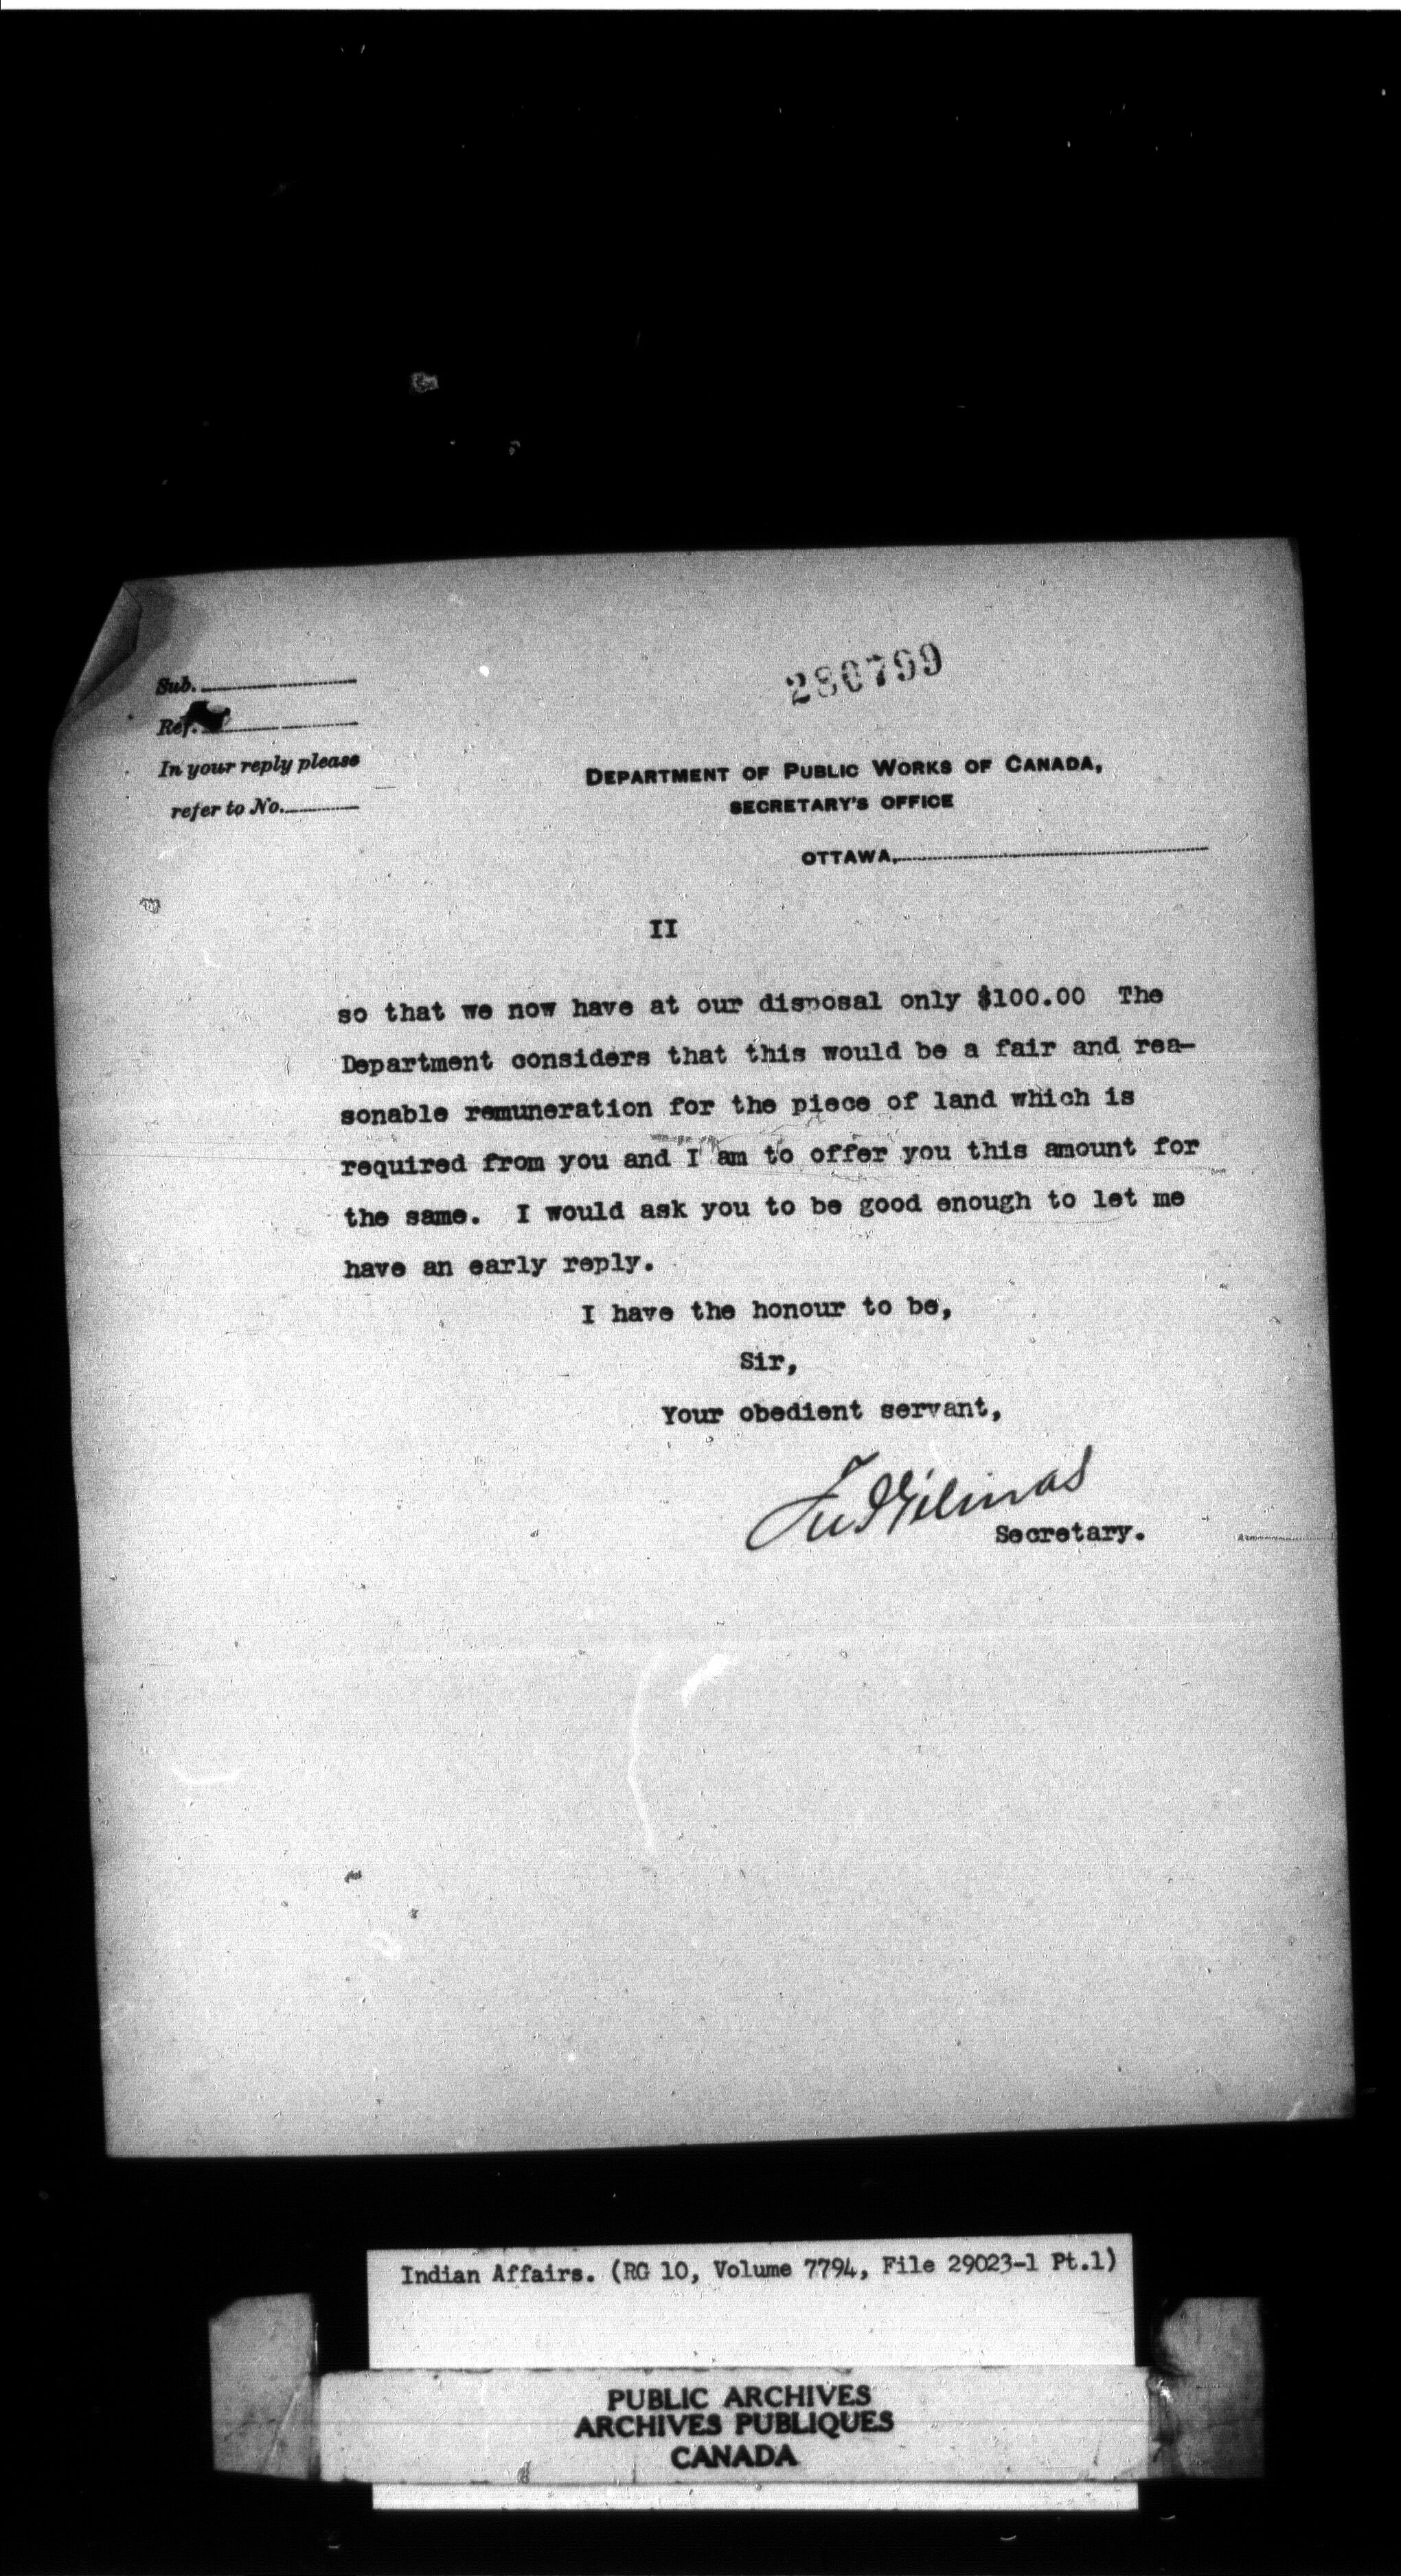 280799
Sub.
Ref.
In your reply please
refer to No.
DEPARTMENT OF PUBLIC WORKS OF CANADA,
SECRETARY'S OFFICE
OTTAWA,
II
so that we now have at our disposal only $100.00 The
Department considers that this would be a fair and rea-
sonable remuneration for the piece of land which is
required from you and I am to offer you this amount for
the same. I would ask you to be good enough to let me
have an early reply.
I have the honour to be,
Sir,
Your obedient servant,
Fred Gélinas
Secretary.
Indian Affairs. (RG 10, Volume 7794, File 29023-1 Pt.1)
PUBLIC ARCHIVES
ARCHIVES PUBLIQUES
CANADA